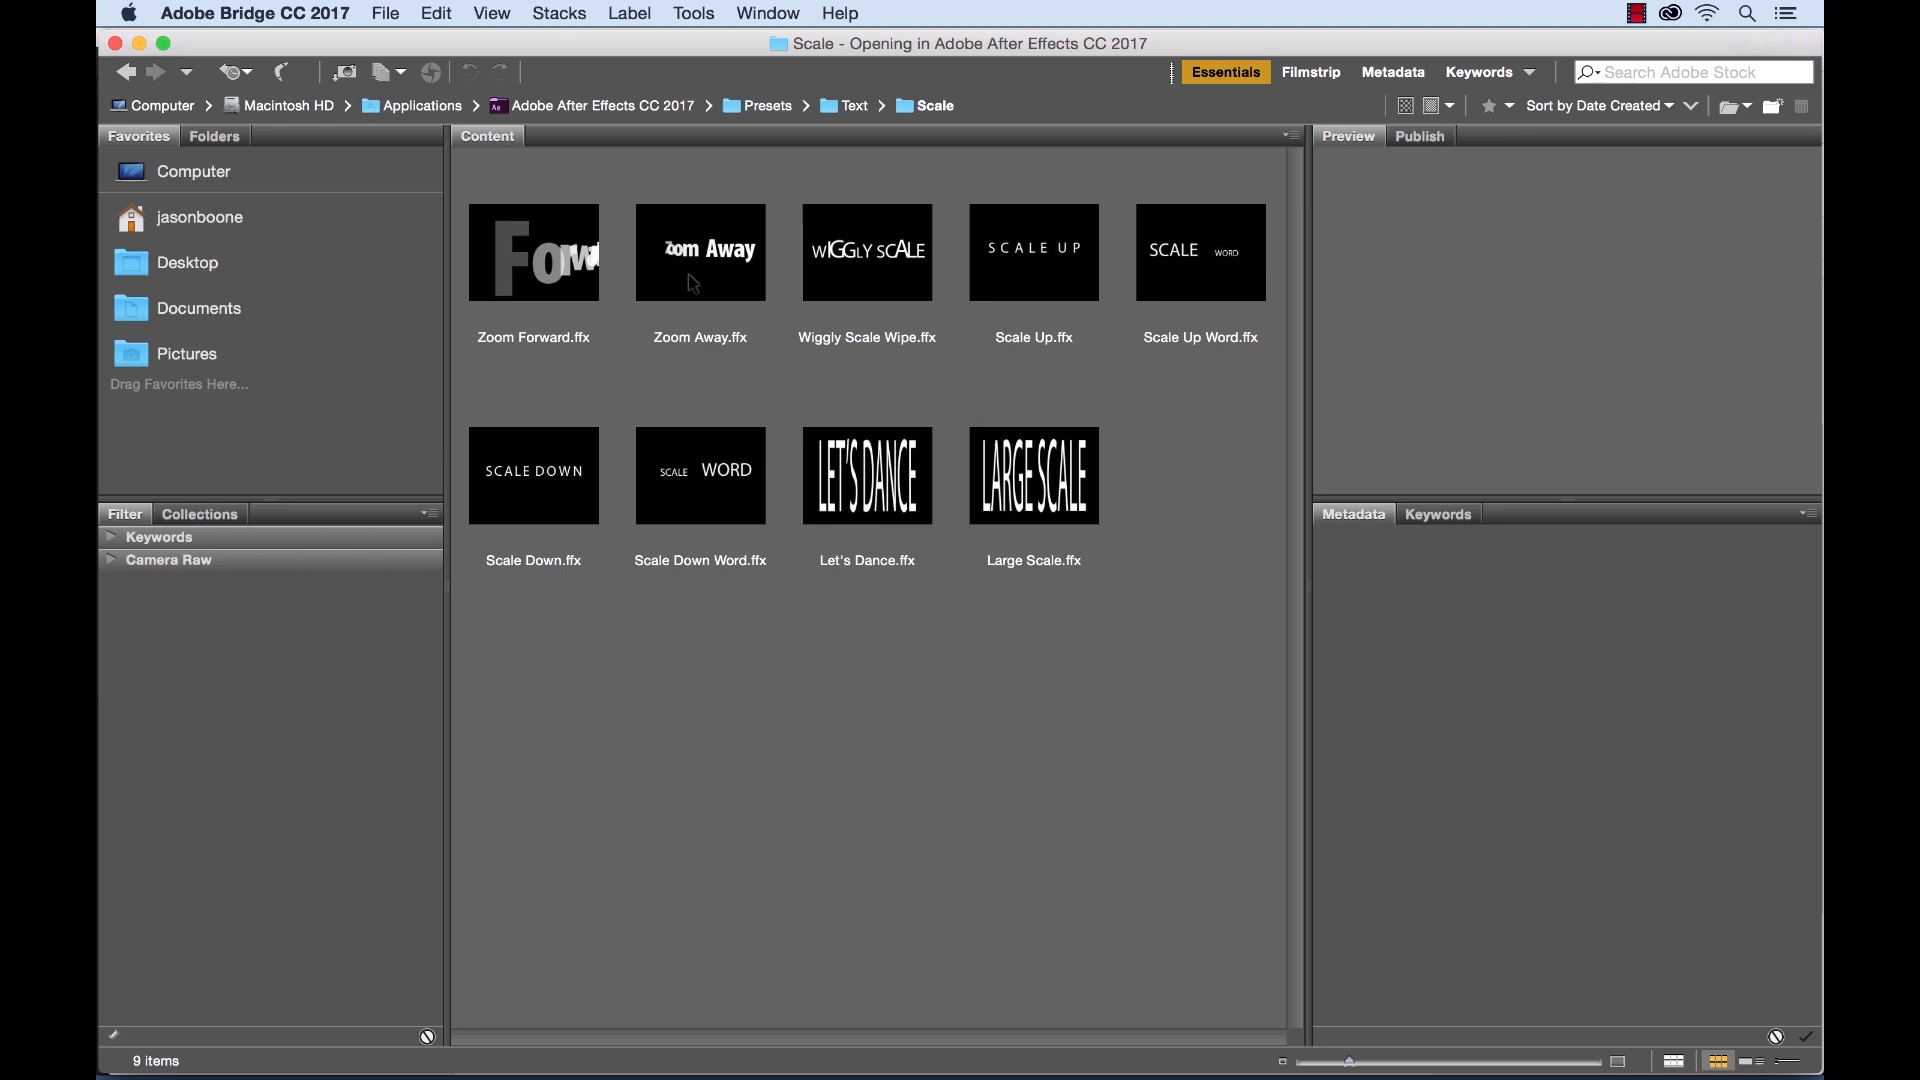 Adobe Bridge CC 2017 File Edit View Stacks Label Tools Window Help
Scale - Opening in Adobe After Effects CC 2017
Essentials Filmstrip Metadata Keywords Search Adobe Stock
Computer Macintosh HD Applications Ae Adobe After Effects CC 2017 Presets Text Scale Sort by Date Created
Favorites Folders
Computer
jasonboone
Desktop
Documents
Pictures
Drag Favorites Here...
Filter Collections
Keywords
Camera Raw
Content
Zoom Away WIGGLY SCALE SCALE UP SCALE WORD
Zoom Forward.ffx Zoom Away.ffx Wiggly Scale Wipe.ffx Scale Up.ffx Scale Up Word.ffx
SCALE DOWN SCALE WORD LET'S DANCE LARGE SCALE
Scale Down.ffx Scale Down Word.ffx Let's Dance.ffx Large Scale.ffx
Preview Publish
Metadata Keywords
9 items